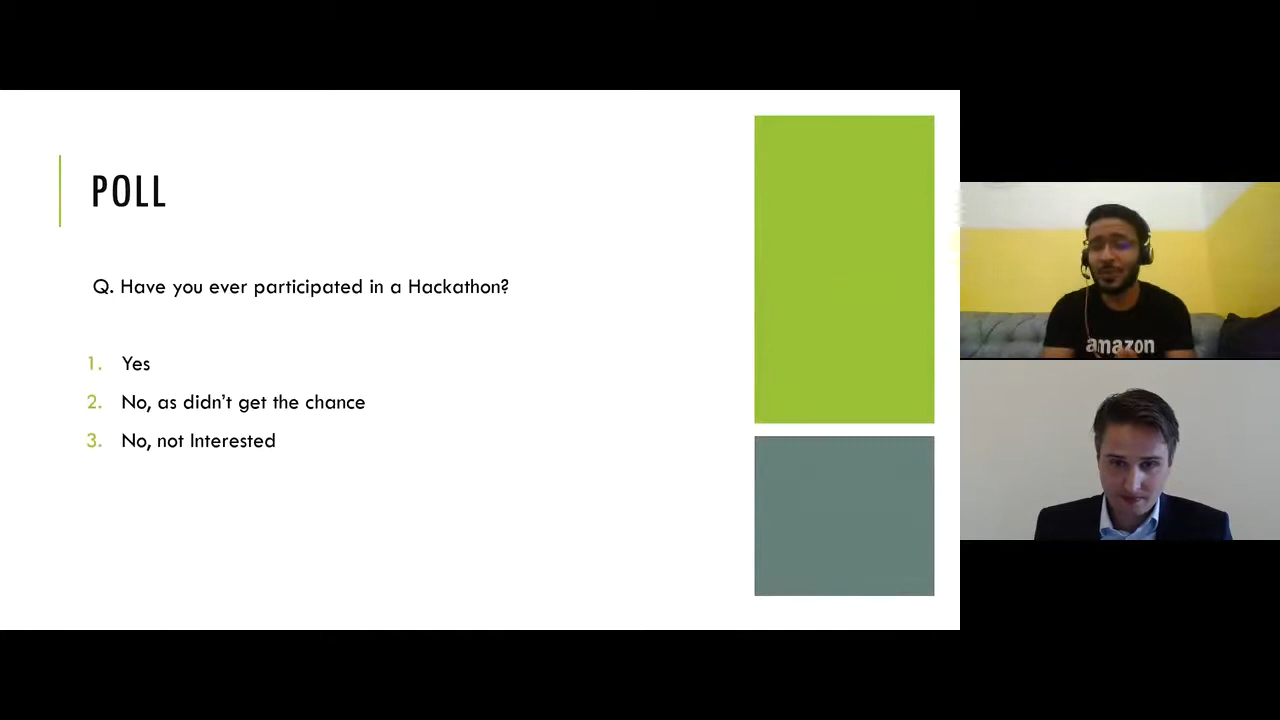 POLL
Q. Have you ever participated in a Hackathon?
1. Yes
2. No, as didn't get the chance
3. No, not Interested
amazon